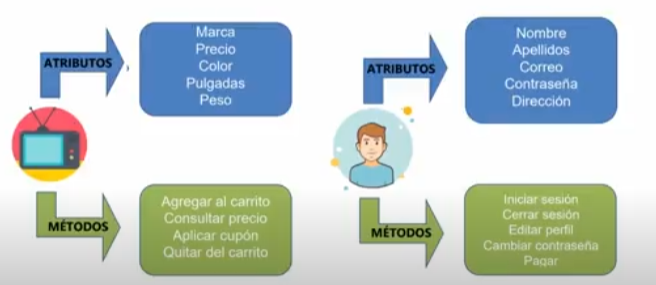 ATRIBUTOS
Marca
Precio
Color
Pulgadas
Peso
MÉTODOS
Agregar al carrito
Consultar precio
Aplicar cupón
Quitar del carrito
ATRIBUTOS
Nombre
Apellidos
Correo
Contraseña
Dirección
MÉTODOS
Iniciar sesión
Cerrar sesión
Editar perfil
Cambiar contraseña
Pagar